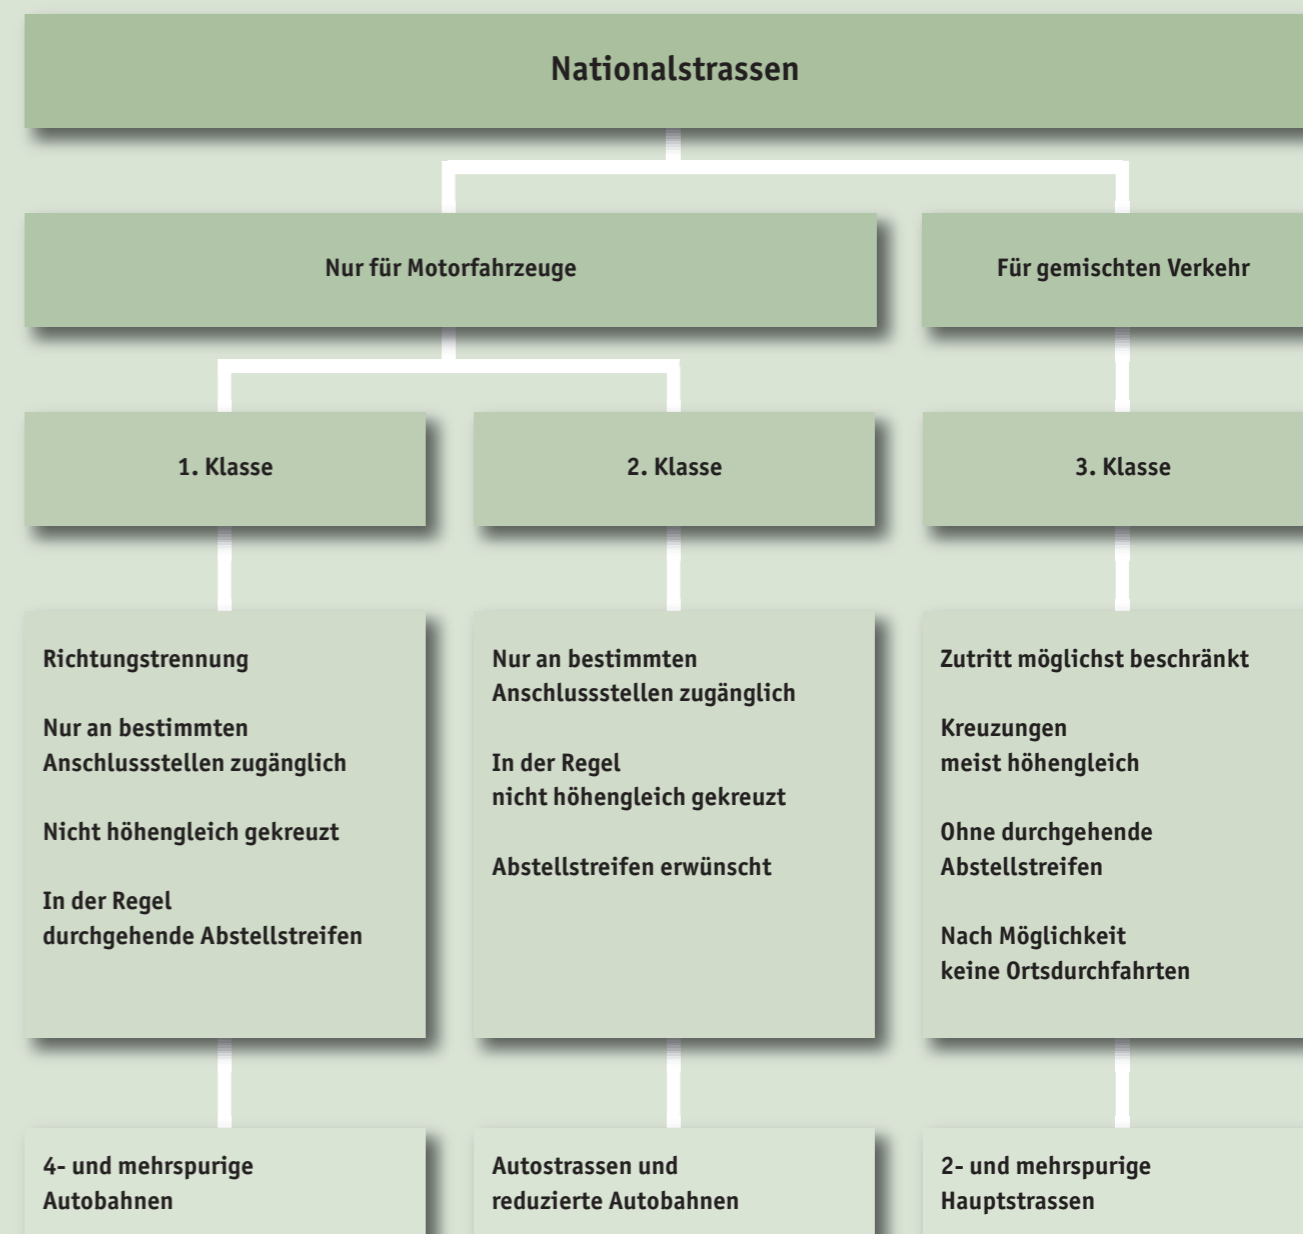 Nationalstrassen
Nur für Motorfahrzeuge
Für gemischten Verkehr
1. Klasse
2. Klasse
3. Klasse
Richtungstrennung
Nur an bestimmten
Anschlussstellen zugänglich
Nicht höhengleich gekreuzt
In der Regel
durchgehende Abstellstreifen
Nur an bestimmten
Anschlussstellen zugänglich
In der Regel
nicht höhengleich gekreuzt
Abstellstreifen erwünscht
Zutritt möglichst beschränkt
Kreuzungen
meist höhengleich
Ohne durchgehende
Abstellstreifen
Nach Möglichkeit
keine Ortsdurchfahrten
4- und mehrspurige
Autobahnen
Autostrassen und
reduzierte Autobahnen
2- und mehrspurige
Hauptstrassen